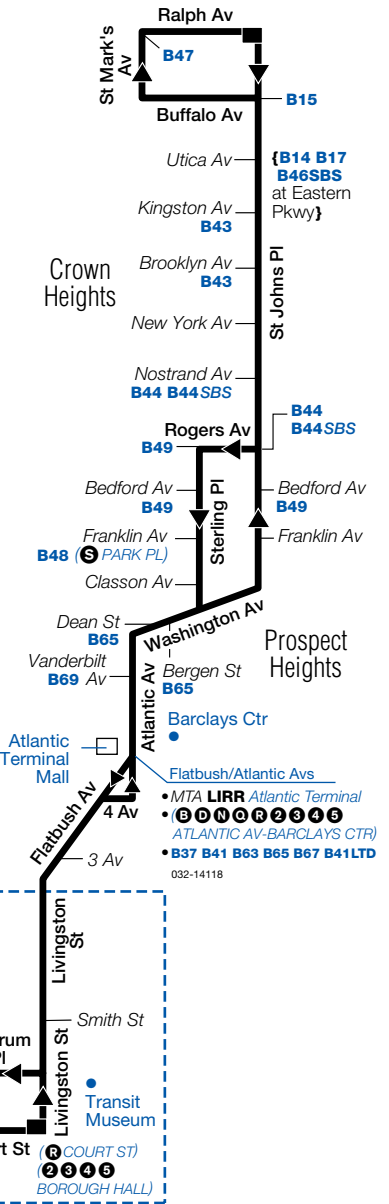 Ralph Av
St Mark's
Av
B47
B15
Buffalo Av
Utica Av
{B14 B17
B46SBS
at Eastern
Pkwy}
Kingston Av
B43
Crown
Heights
Brooklyn Av
B43
St Johns Pl
New York Av
Nostrand Av
B44 B44SBS
B44
B44SBS
Rogers Av
B49
Bedford Av
B49
Sterling Pl
Bedford Av
B49
Franklin Av
B48 (S PARK PL)
Franklin Av
Classon Av
Washington Av
Dean St
B65
Prospect
Heights
Vanderbilt
B69 Av
Bergen St
B65
Atlantic Av
Barclays Ctr
Atlantic
Terminal
Mall
Flatbush/Atlantic Avs
• MTA LIRR Atlantic Terminal
• (B D N Q R 2 3 4 5
ATLANTIC AV-BARCLAYS CTR)
• B37 B41 B63 B65 B67 B41LTD
032-14118
Flatbush Av
4 Av
3 Av
Livingston
St
Smith St
rum
Pl
Livingston St
Transit
Museum
rt St
(R COURT ST)
(2 3 4 5
BOROUGH HALL)